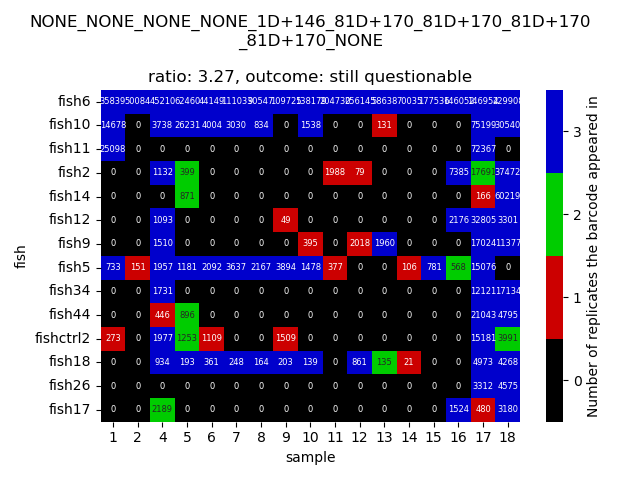 NONE_NONE_NONE_NONE_1D+146_81D+170_81D+170_81D+170
_81D+170_NONE
ratio: 3.27, outcome: still questionable
fish6
fish10 14678 0 3738 26231 4004 3030 834 0 1538 0 0 131 0 0 0 75199 30540
fish11 25098 0 0 0 0 0 0 0 0 0 0 0 0 0 0 72367 0
fish2 0 0 1132 399 0 0 0 0 0 1988 79 0 0 0 7385 17691 37472
fish14 0 0 0 871 0 0 0 0 0 0 0 0 0 0 0 166 60219
fish12 0 0 1093 0 0 0 0 49 0 0 0 0 0 0 2176 32805 3301
fish9 0 0 1510 0 0 0 0 0 395 0 2018 1960 0 0 0 17024 11377
fish5 733 151 1957 1181 2092 3637 2167 3894 1478 377 0 0 106 781 568 15076 0
fish34 0 0 1731 0 0 0 0 0 0 0 0 0 0 0 0 12121 17134
fish44 0 0 446 896 0 0 0 0 0 0 0 0 0 0 0 21043 4795
fishctrl2 273 0 1977 1253 1109 0 0 1509 0 0 0 0 0 0 0 15181 3991
fish18 0 0 934 193 361 248 164 203 139 0 861 135 21 0 0 4973 4268
fish26 0 0 0 0 0 0 0 0 0 0 0 0 0 0 0 3312 4575
fish17 0 0 2189 0 0 0 0 0 0 0 0 0 0 0 1524 480 3180
1 2 4 5 6 7 8 9 10 11 12 13 14 15 16 17 18
sample
fish
3
2
1
0
Number of replicates the barcode appeared in